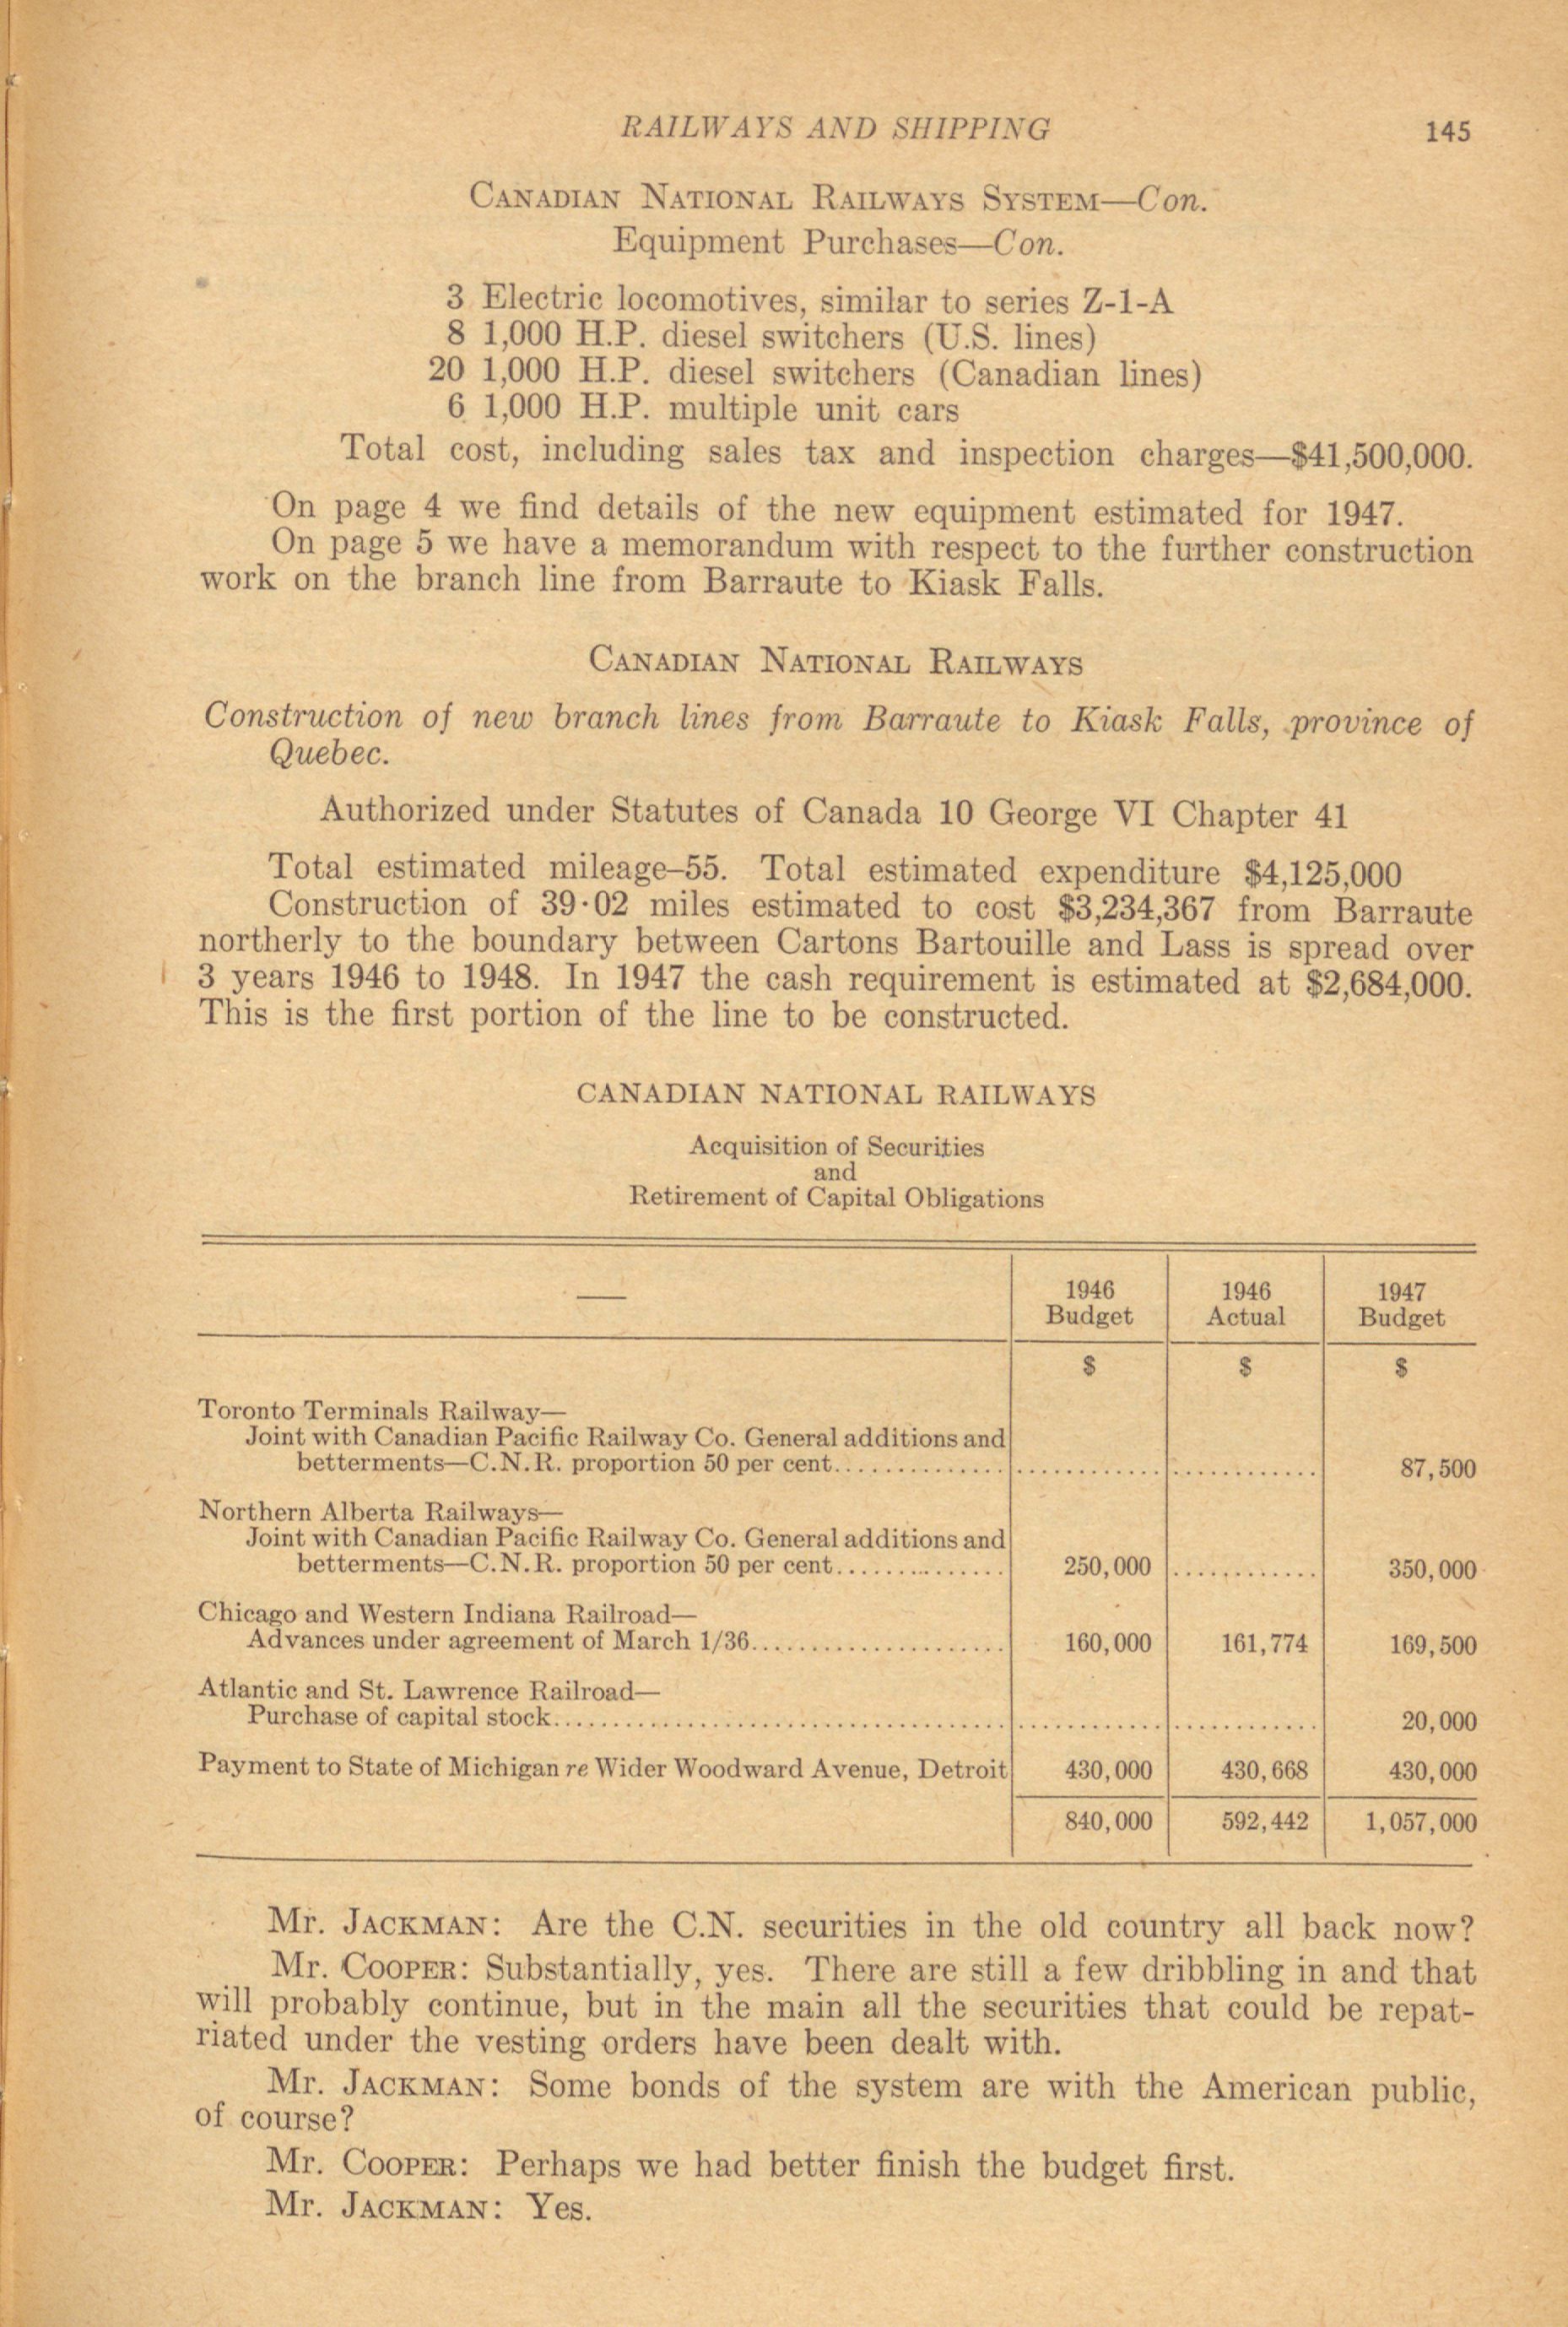 RAILWAYS AND SHIPPING 145
CANADIAN NATIONAL RAILWAYS SYSTEM—Con.
Equipment Purchases—Con.
3 Electric locomotives, similar to series Z-1-A
8 1,000 H.P. diesel switchers (U.S. lines)
20 1,000 H.P. diesel switchers (Canadian lines)
6 1,000 H.P. multiple unit cars
Total cost, including sales tax and inspection charges—$41,500,000.
On page 4 we find details of the new equipment estimated for 1947.
On page 5 we have a memorandum with respect to the further construction
work on the branch line from Barraute to Kiask Falls.
CANADIAN NATIONAL RAILWAYS
Construction of new branch lines from Barraute to Kiask Falls, province of
Quebec.
Authorized under Statutes of Canada 10 George VI Chapter 41
Total estimated mileage–55. Total estimated expenditure $4,125,000
Construction of 39·02 miles estimated to cost $3,234,367 from Barraute
northerly to the boundary between Cartons Bartouille and Lass is spread over
3 years 1946 to 1948. In 1947 the cash requirement is estimated at $2,684,000.
This is the first portion of the line to be constructed.
CANADIAN NATIONAL RAILWAYS
Acquisition of Securities
and
Retirement of Capital Obligations
— 1946 1946 1947
Budget Actual Budget
$ $ $
Toronto Terminals Railway—
Joint with Canadian Pacific Railway Co. General additions and
betterments—C.N.R. proportion 50 per cent.............. ............ ............ 87,500
Northern Alberta Railways—
Joint with Canadian Pacific Railway Co. General additions and
betterments—C.N.R. proportion 50 per cent.............. 250,000 ............ 350,000
Chicago and Western Indiana Railroad—
Advances under agreement of March 1/36..................... 160,000 161,774 169,500
Atlantic and St. Lawrence Railroad—
Purchase of capital stock..................................... ............ ............ 20,000
Payment to State of Michigan re Wider Woodward Avenue, Detroit 430,000 430,668 430,000
840,000 592,442 1,057,000
Mr. JACKMAN: Are the C.N. securities in the old country all back now?
Mr. COOPER: Substantially, yes. There are still a few dribbling in and that
will probably continue, but in the main all the securities that could be repat-
riated under the vesting orders have been dealt with.
Mr. JACKMAN: Some bonds of the system are with the American public,
of course?
Mr. COOPER: Perhaps we had better finish the budget first.
Mr. JACKMAN: Yes.